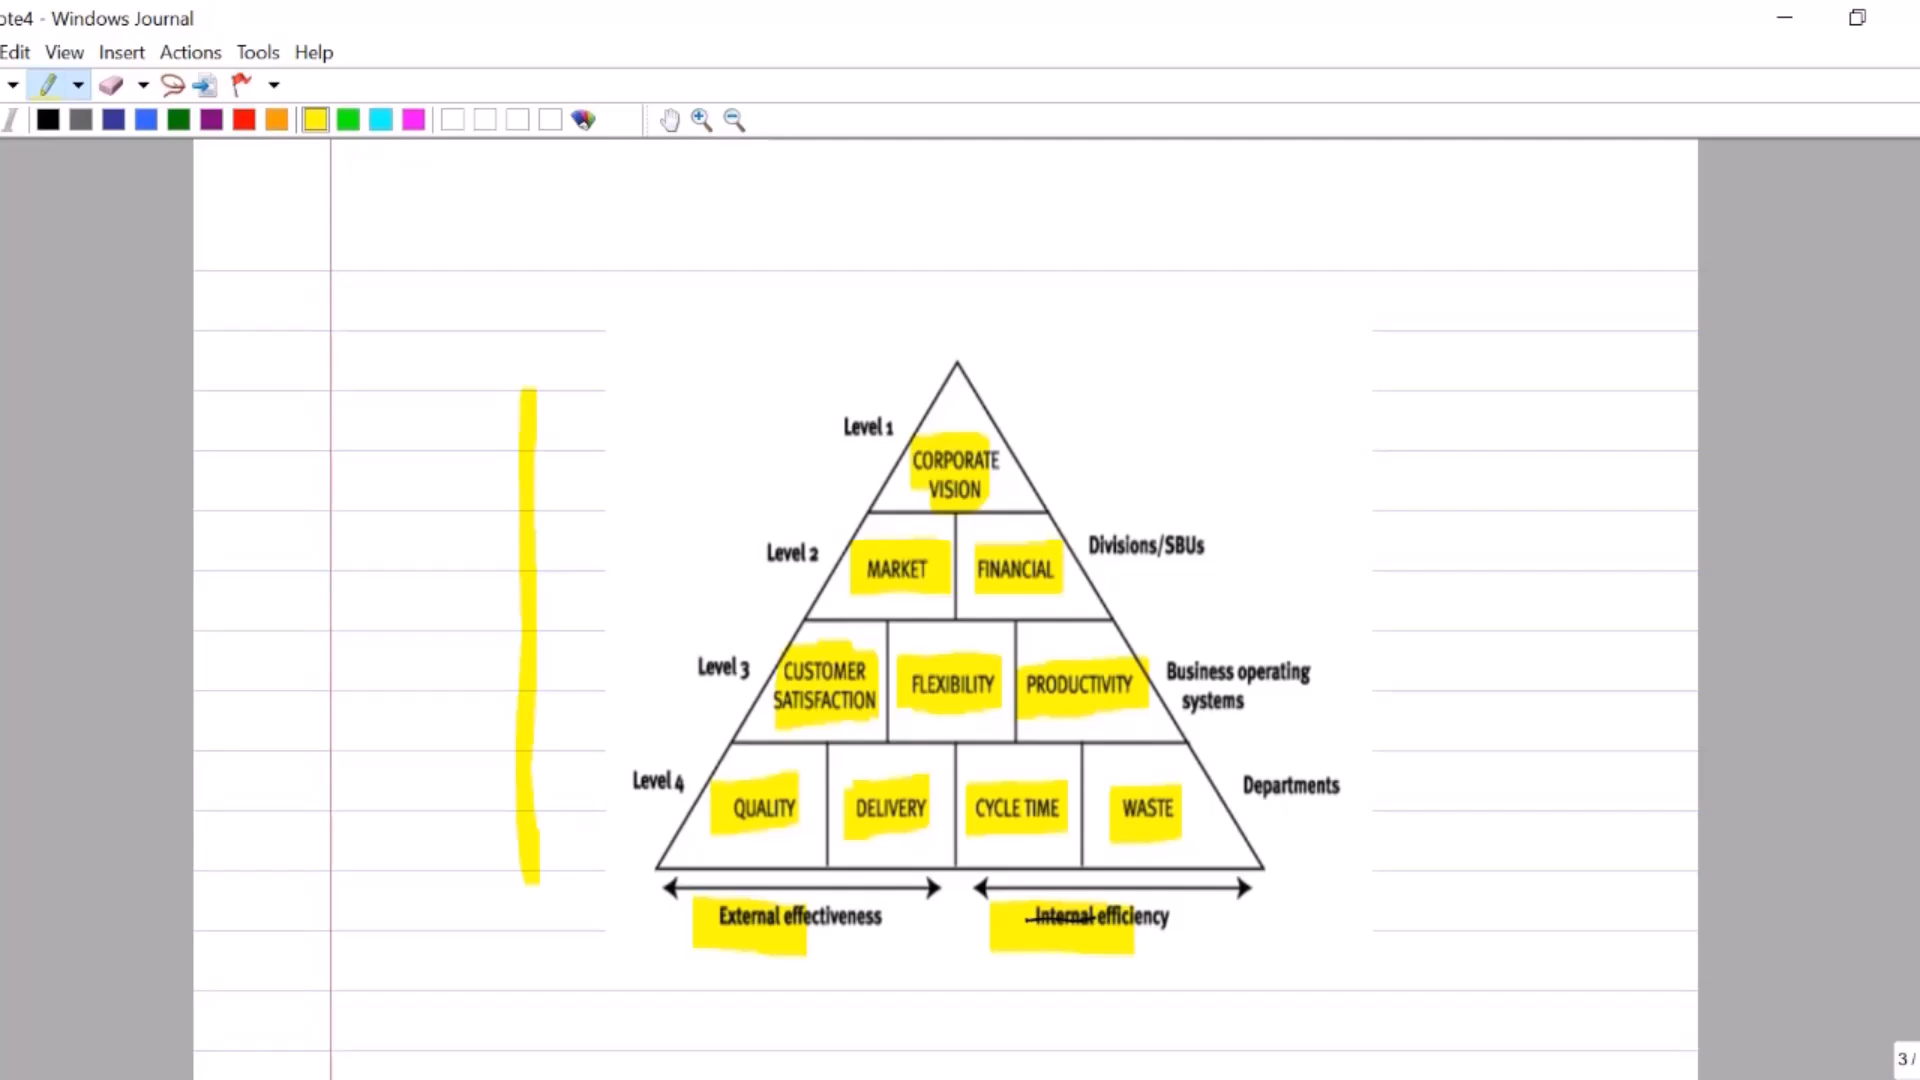 ote4 - Windows Journal
Edit View Insert Actions Tools Help
Level 1
CORPORATE
VISION
Level 2
MARKET
FINANCIAL
Divisions/SBUs
Level 3
CUSTOMER
SATISFACTION
FLEXIBILITY
PRODUCTIVITY
Business operating
systems
Level 4
QUALITY
DELIVERY
CYCLE TIME
WASTE
Departments
External effectiveness
Internal efficiency
3 /